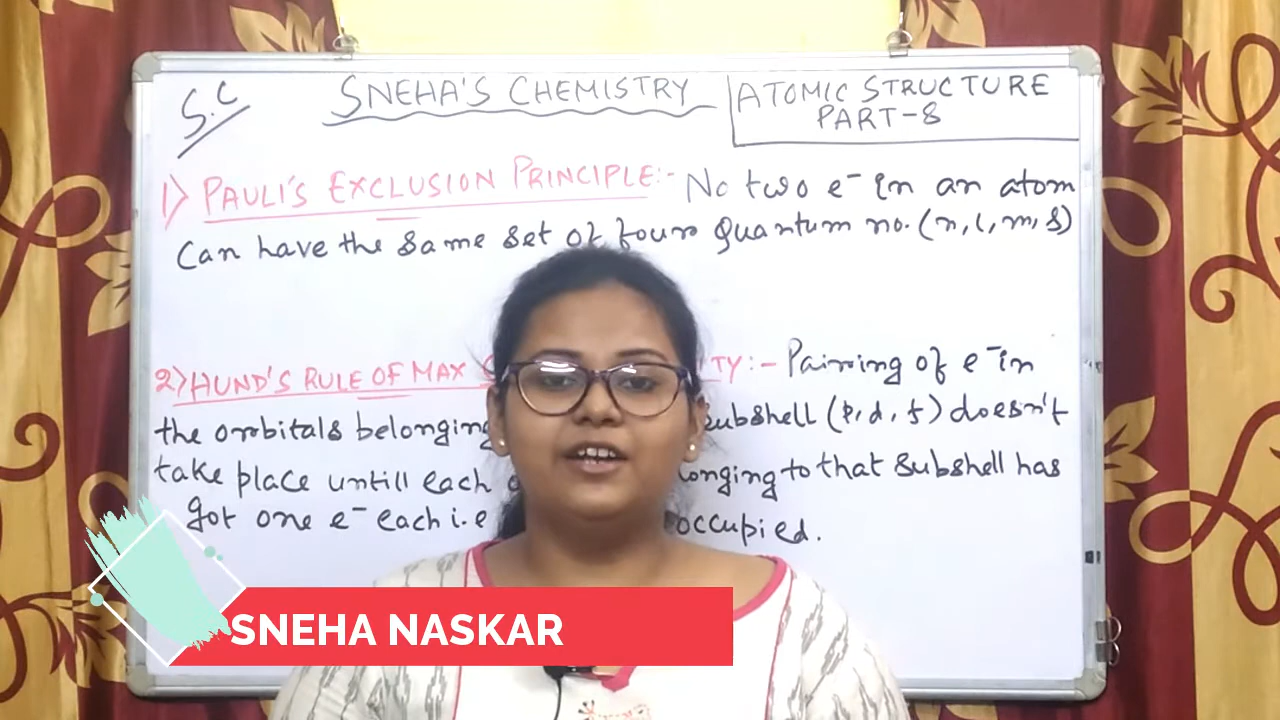 S.C
SNEHA'S CHEMISTRY
ATOMIC STRUCTURE
PART-8
1) PAULI'S EXCLUSION PRINCIPLE:- No two e⁻ in an atom
can have the same set of four quantum no. (n, l, m, s)
2) HUND'S RULE OF MAX ITY:- Pairing of e⁻ in
the orbitals belonging subshell (p, d, f) doesn't
take place untill each onging to that subshell has
got one e⁻ each i.e occupied.
SNEHA NASKAR